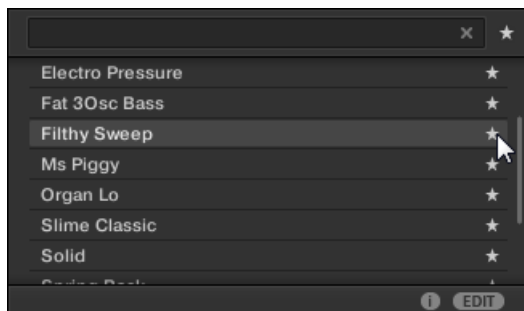 Electro Pressure
Fat 3Osc Bass
Filthy Sweep
Ms Piggy
Organ Lo
Slime Classic
Solid
EDIT